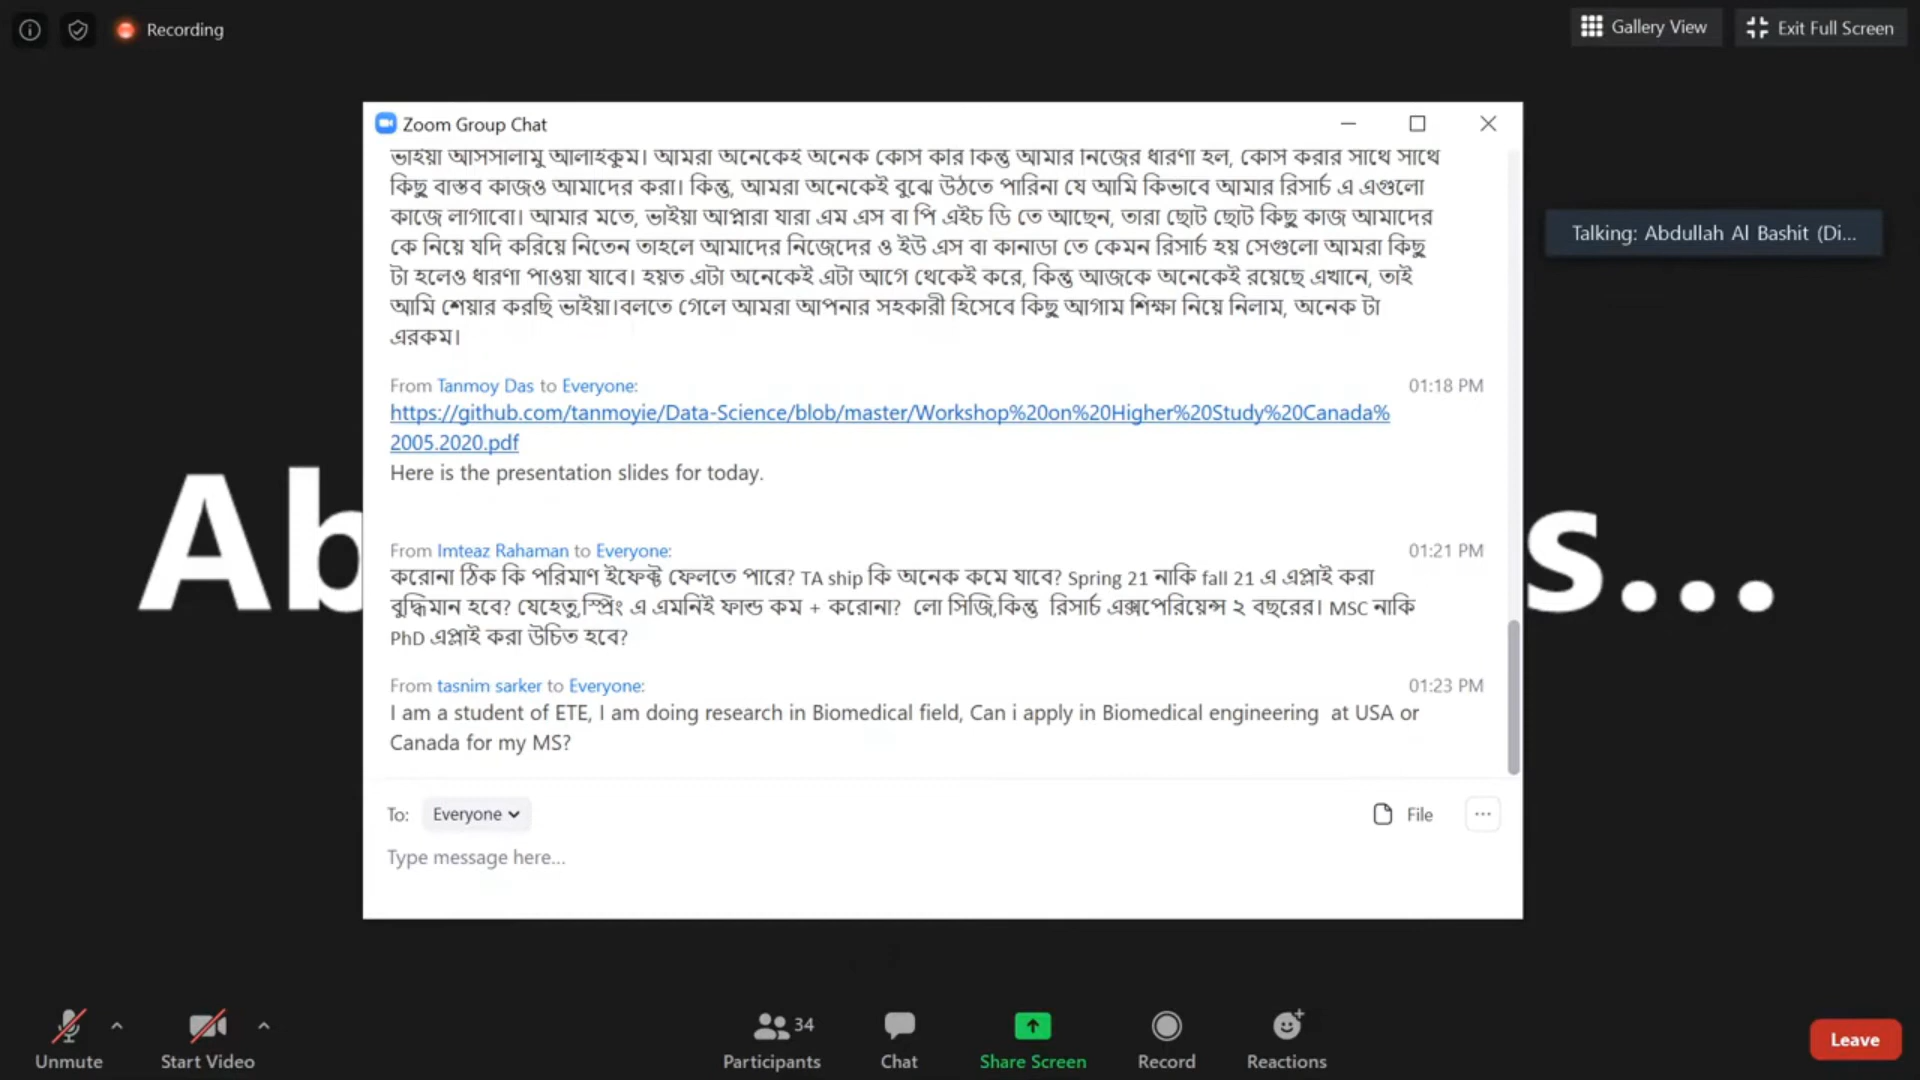 Recording
Gallery View
Exit Full Screen
Zoom Group Chat
ভাইয়া আসসালামু আলাইকুম। আমরা অনেকেই অনেক কোর্স করি কিন্তু আমার নিজের ধারণা হল, কোর্স করার সাথে সাথে
কিছু বাস্তব কাজও আমাদের করা। কিন্তু, আমরা অনেকেই বুঝে উঠতে পারিনা যে আমি কিভাবে আমার রিসার্চ এ এগুলো
কাজে লাগাবো। আমার মতে, ভাইয়া আপ্নারা যারা এম এস বা পি এইচ ডি তে আছেন, তারা ছোট ছোট কিছু কাজ আমাদের
কে নিয়ে যদি করিয়ে নিতেন তাহলে আমাদের নিজেদের ও ইউ এস বা কানাডা তে কেমন রিসার্চ হয় সেগুলো আমরা কিছু
টা হলেও ধারণা পাওয়া যাবে। হয়ত এটা অনেকেই এটা আগে থেকেই করে, কিন্তু আজকে অনেকেই রয়েছে এখানে, তাই
আমি শেয়ার করছি ভাইয়া।বলতে গেলে আমরা আপনার সহকারী হিসেবে কিছু আগাম শিক্ষা নিয়ে নিলাম, অনেক টা
এরকম।
Talking: Abdullah Al Bashit (Di...
From Tanmoy Das to Everyone: 01:18 PM
https://github.com/tanmoyie/Data-Science/blob/master/Workshop%20on%20Higher%20Study%20Canada%
2005.2020.pdf
Here is the presentation slides for today.
Ab s...
From Imteaz Rahaman to Everyone: 01:21 PM
করোনা ঠিক কি পরিমাণ ইফেক্ট ফেলতে পারে? TA ship কি অনেক কমে যাবে? Spring 21 নাকি fall 21 এ এপ্লাই করা
বুদ্ধিমান হবে? যেহেতু,স্প্রিং এ এমনিই ফান্ড কম + করোনা? লো সিজি,কিন্তু রিসার্চ এক্সপেরিয়েন্স ২ বছরের। MSC নাকি
PhD এপ্লাই করা উচিত হবে?
From tasnim sarker to Everyone: 01:23 PM
I am a student of ETE, I am doing research in Biomedical field, Can i apply in Biomedical engineering at USA or
Canada for my MS?
To: Everyone File ...
Type message here...
34
Unmute Start Video Participants Chat Share Screen Record Reactions Leave